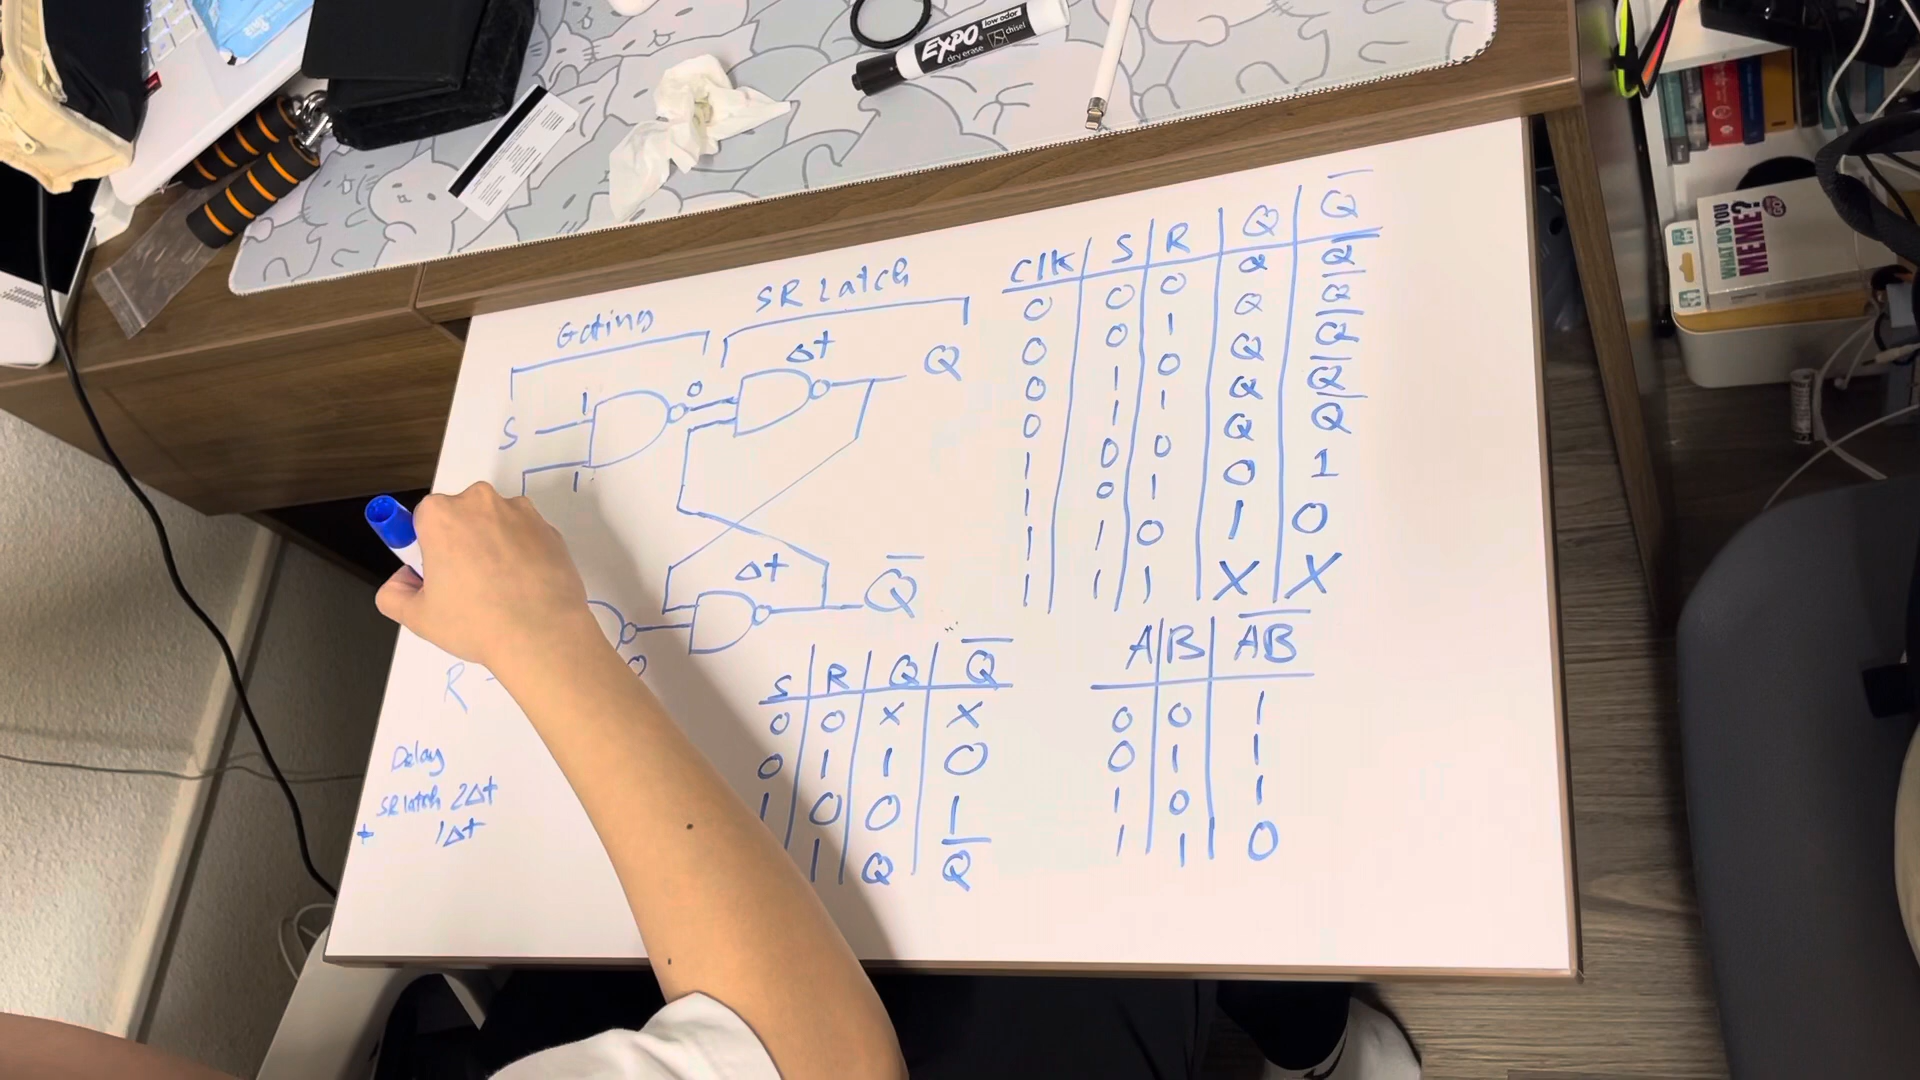 EXPO
low odor
dry erase
chisel
WHAT DO YOU
MEME?
Gating
SR Latch
Δt
Q
S
1
0
1
Δt
Q̅
R
0
Delay
SR latch 2Δt
+ 1Δt
Clk S R Q Q̅
0 0 0 Q Q̅
0 0 1 Q Q̅
0 1 0 Q Q̅
0 1 1 Q Q̅
1 0 0 Q Q̅
1 0 1 0 1
1 1 0 1 0
1 1 1 X X
S R Q Q̅
0 0 X X
0 1 1 0
1 0 0 1
1 Q Q̅
A B A̅B̅
0 0 1
0 1 1
1 0 1
1 1 0